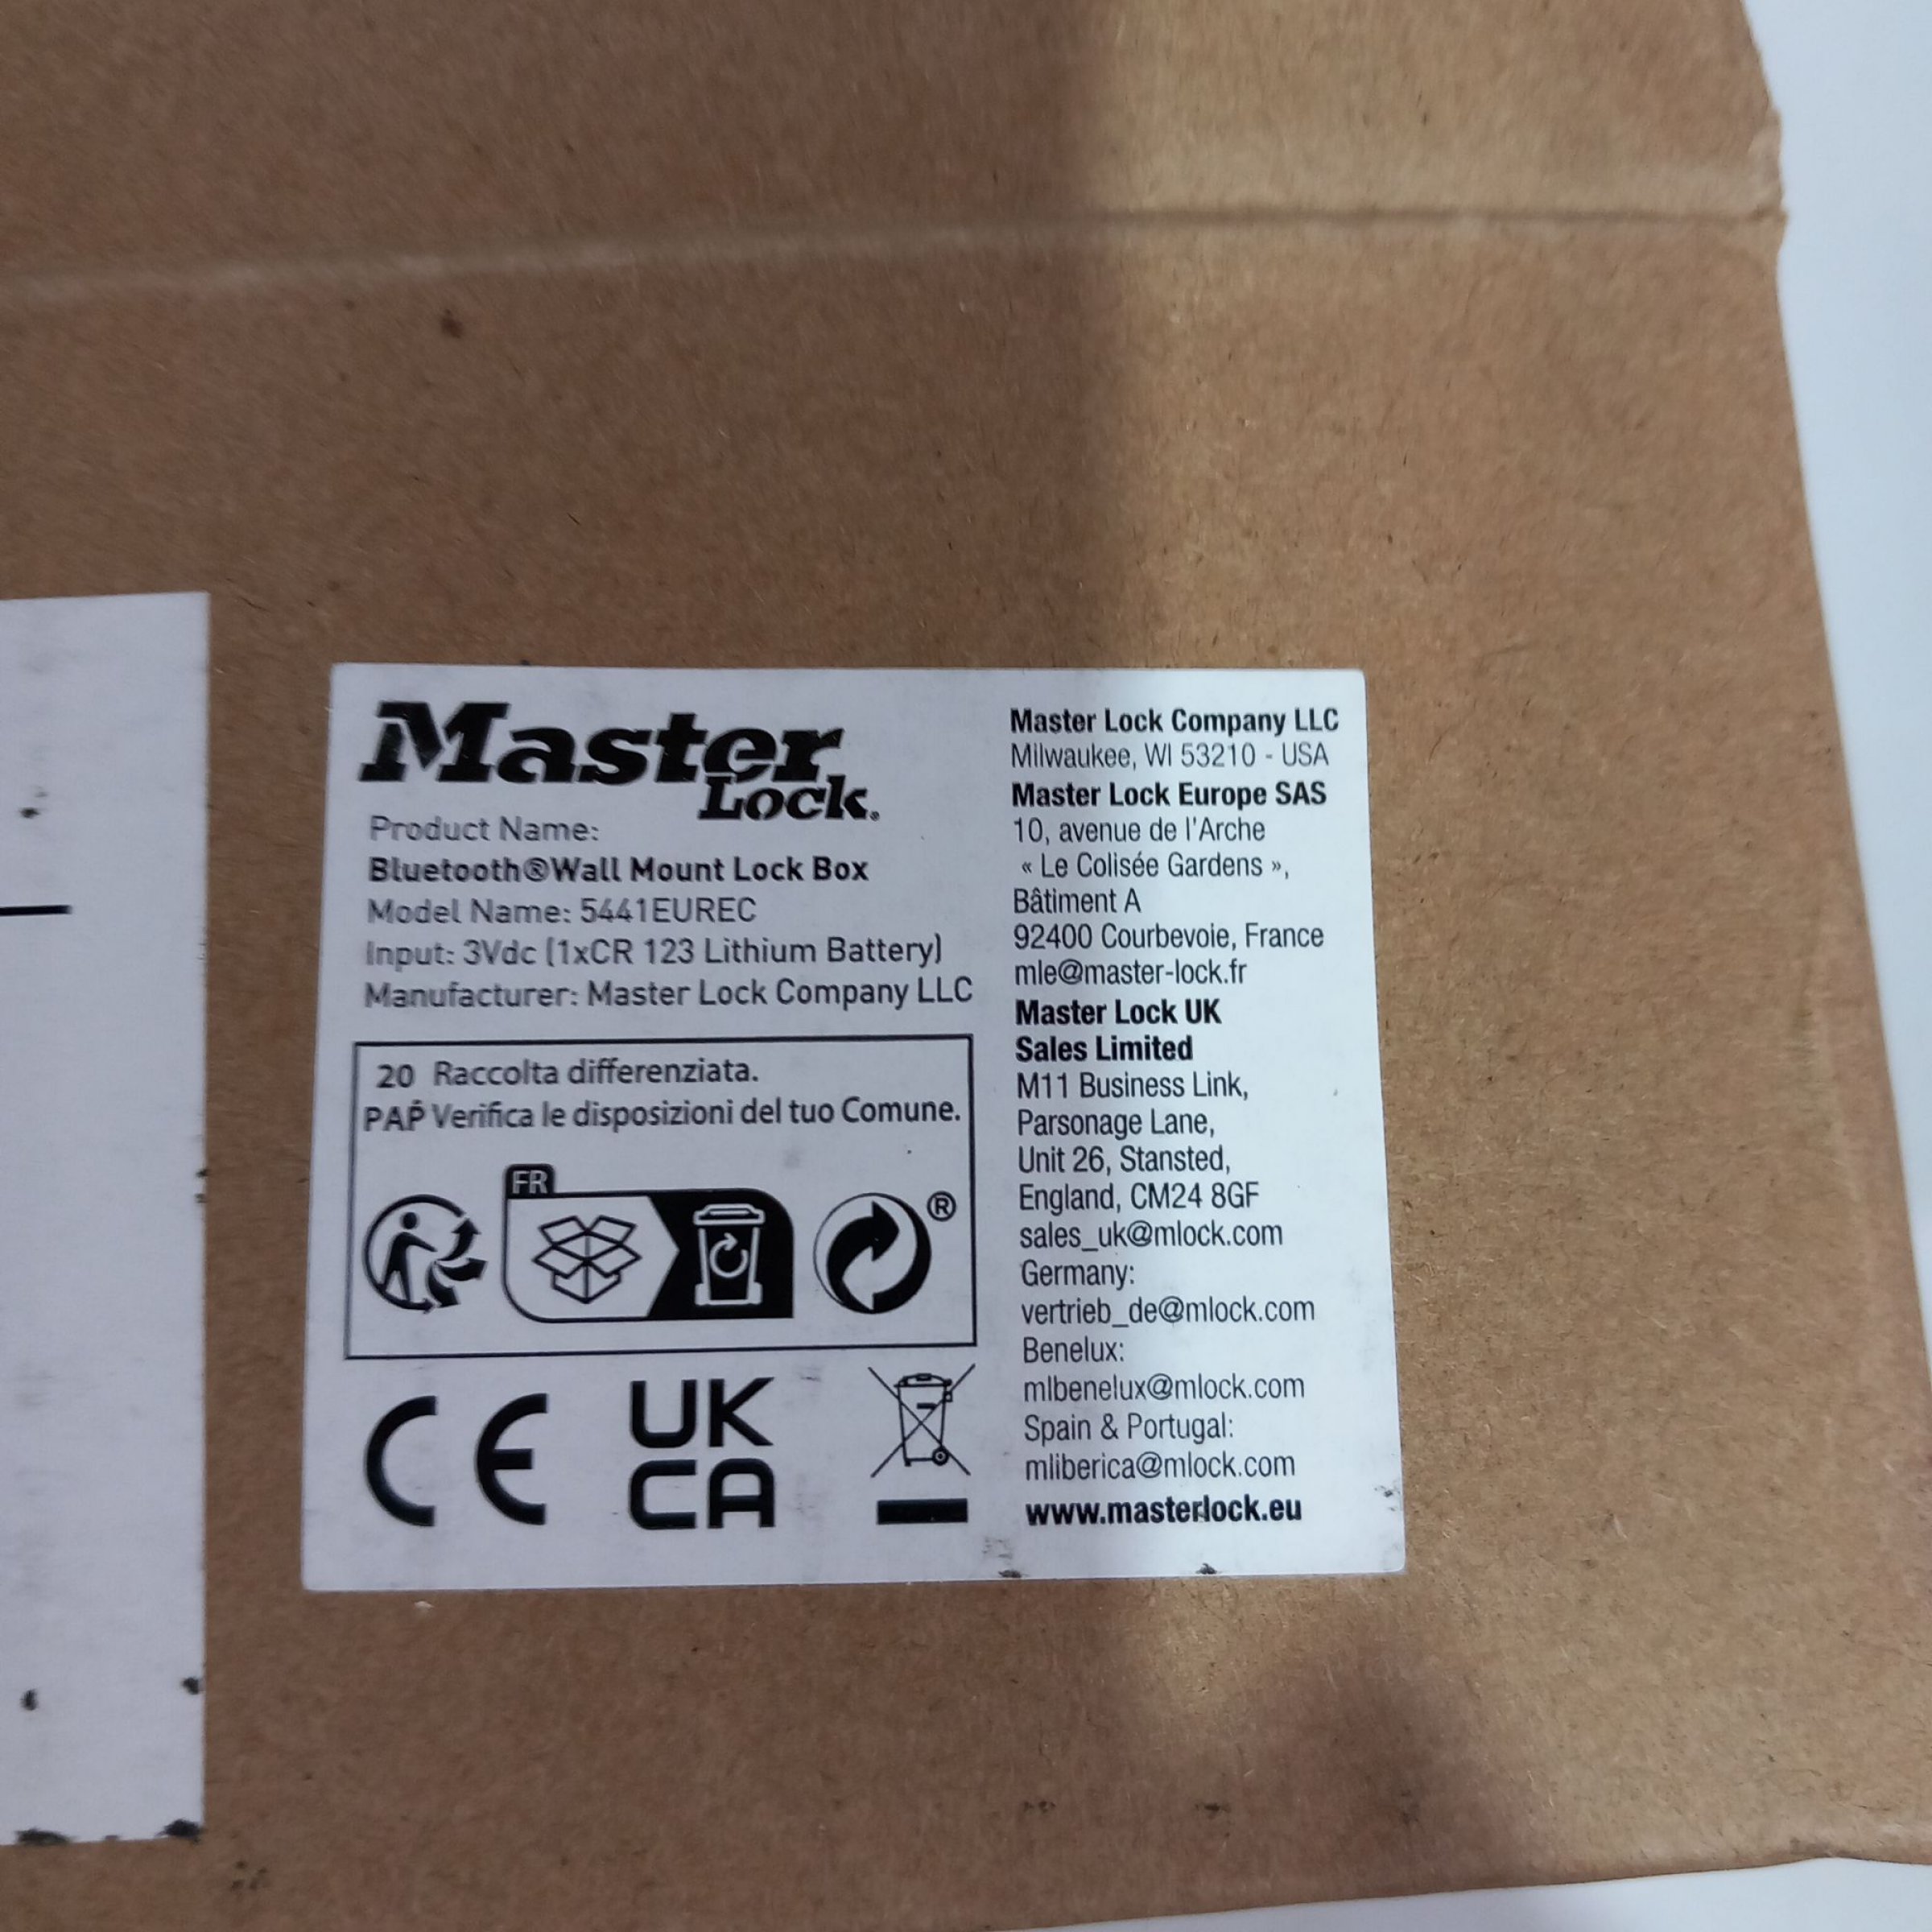 Master
Lock®
Product Name:
Bluetooth®Wall Mount Lock Box
Model Name: 5441EUREC
Input: 3Vdc (1xCR 123 Lithium Battery)
Manufacturer: Master Lock Company LLC
20 Raccolta differenziata.
PAP Verifica le disposizioni del tuo Comune.
FR
®
CE
UK
CA
Master Lock Company LLC
Milwaukee, WI 53210 - USA
Master Lock Europe SAS
10, avenue de l'Arche
« Le Colisée Gardens »,
Bâtiment A
92400 Courbevoie, France
mle@master-lock.fr
Master Lock UK
Sales Limited
M11 Business Link,
Parsonage Lane,
Unit 26, Stansted,
England, CM24 8GF
sales_uk@mlock.com
Germany:
vertrieb_de@mlock.com
Benelux:
mlbenelux@mlock.com
Spain & Portugal:
mliberica@mlock.com
www.masterlock.eu